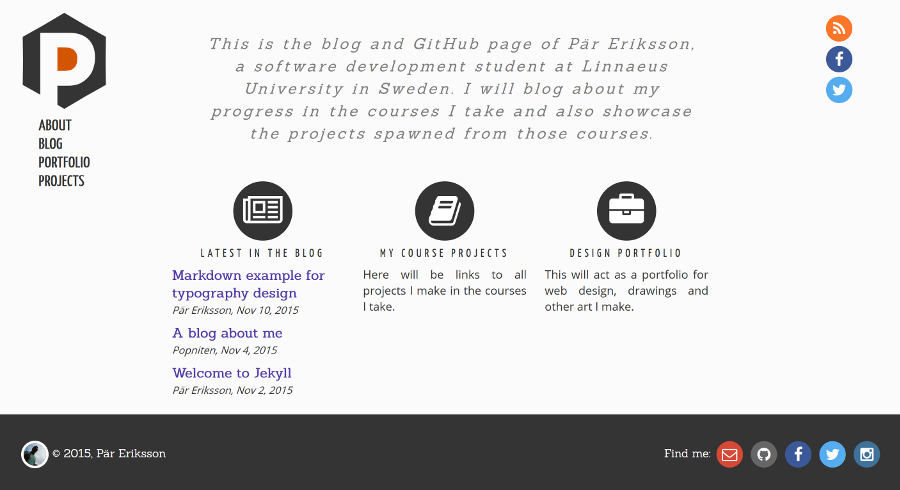 P
ABOUT
BLOG
PORTFOLIO
PROJECTS
This is the blog and GitHub page of Pär Eriksson,
a software development student at Linnaeus
University in Sweden. I will blog about my
progress in the courses I take and also showcase
the projects spawned from those courses.
LATEST IN THE BLOG
Markdown example for
typography design
Pär Eriksson, Nov 10, 2015
A blog about me
Popniten, Nov 4, 2015
Welcome to Jekyll
Pär Eriksson, Nov 2, 2015
MY COURSE PROJECTS
Here will be links to all
projects I make in the courses
I take.
DESIGN PORTFOLIO
This will act as a portfolio for
web design, drawings and
other art I make.
© 2015, Pär Eriksson
Find me: